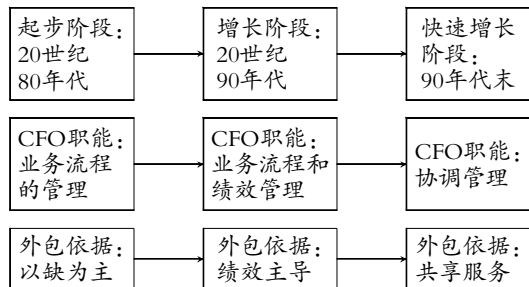 起步阶段：
20世纪
80年代
增长阶段：
20世纪
90年代
快速增长
阶段：
90年代末
CFO职能：
业务流程
的管理
CFO职能：
业务流程和
绩效管理
CFO职能：
协调管理
外包依据：
以缺为主
外包依据：
绩效主导
外包依据：
共享服务